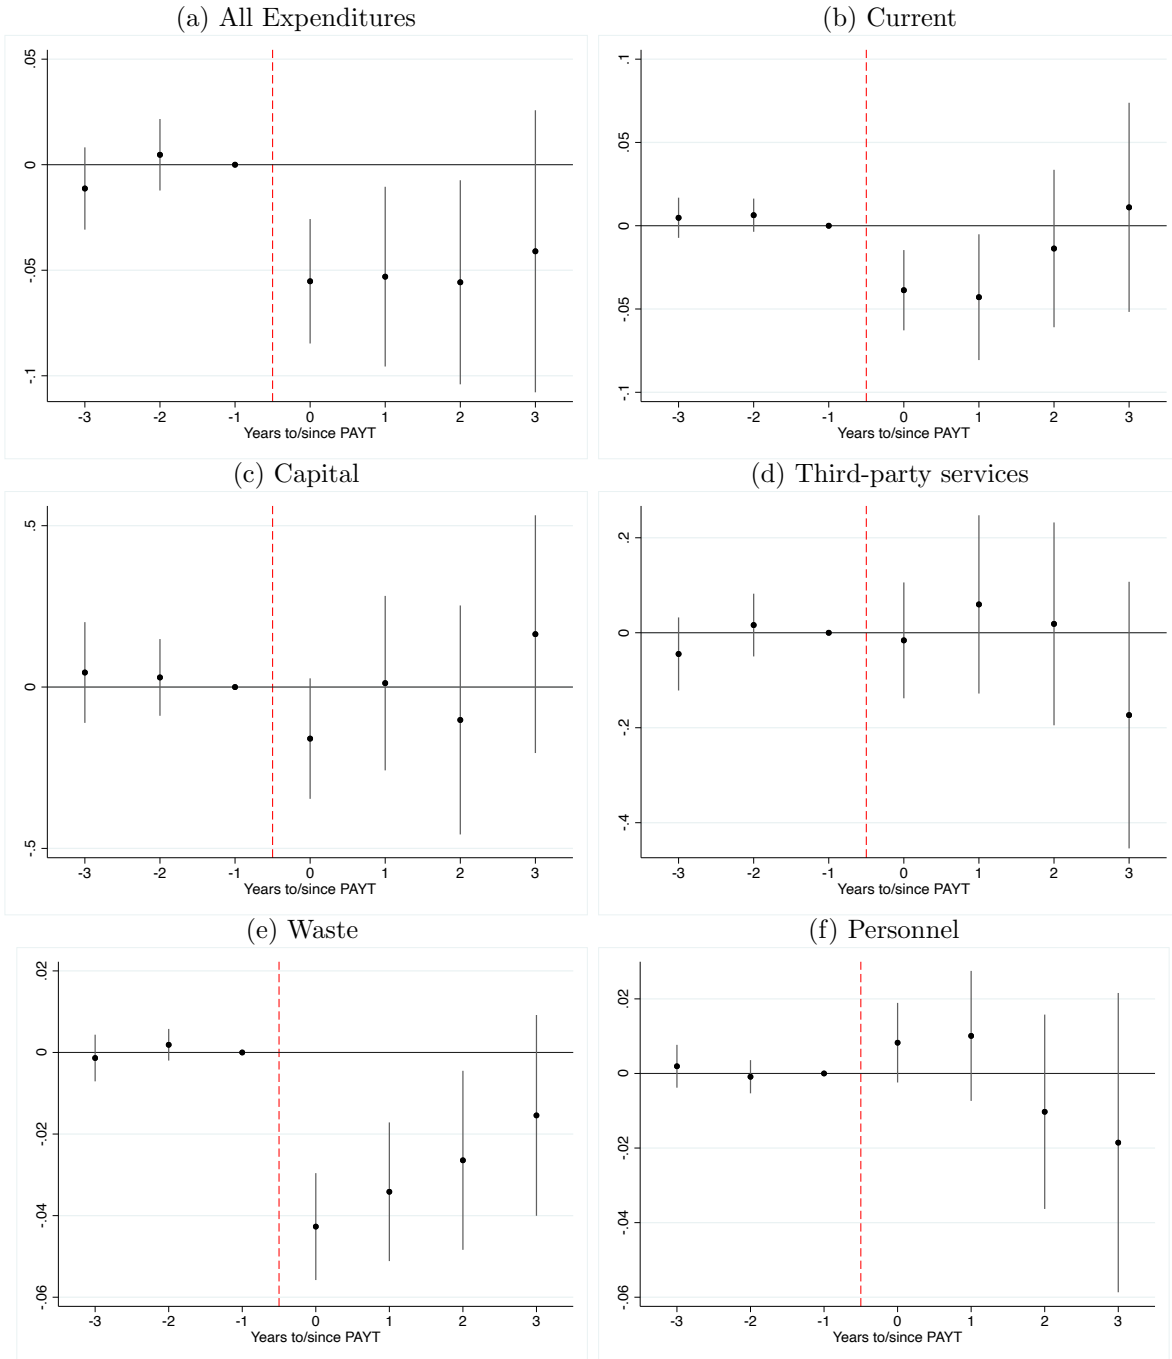 (a) All Expenditures
.05
0
-.05
-.1
-3 -2 -1 0 1 2 3
Years to/since PAYT
(b) Current
.1
.05
0
-.05
-.1
-3 -2 -1 0 1 2 3
Years to/since PAYT
(c) Capital
.5
0
-.5
-3 -2 -1 0 1 2 3
Years to/since PAYT
(d) Third-party services
.2
0
-.2
-.4
-3 -2 -1 0 1 2 3
Years to/since PAYT
(e) Waste
.02
0
-.02
-.04
-.06
-3 -2 -1 0 1 2 3
Years to/since PAYT
(f) Personnel
.02
0
-.02
-.04
-.06
-3 -2 -1 0 1 2 3
Years to/since PAYT